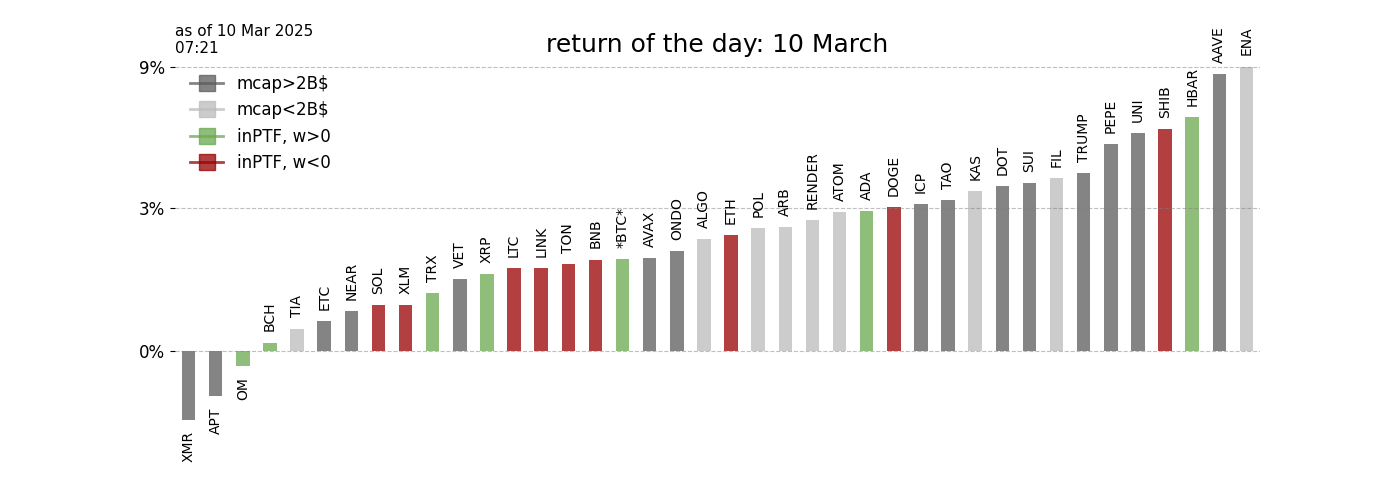 as of 10 Mar 2025
07:21
return of the day: 10 March
9%
3%
0%
mcap>2B$
mcap<2B$
inPTF, w>0
inPTF, w<0
XMR
APT
OM
BCH
TIA
ETC
NEAR
SOL
XLM
TRX
VET
XRP
LTC
LINK
TON
BNB
*BTC*
AVAX
ONDO
ALGO
ETH
POL
ARB
RENDER
ATOM
ADA
DOGE
ICP
TAO
KAS
DOT
SUI
FIL
TRUMP
PEPE
UNI
SHIB
HBAR
AAVE
ENA